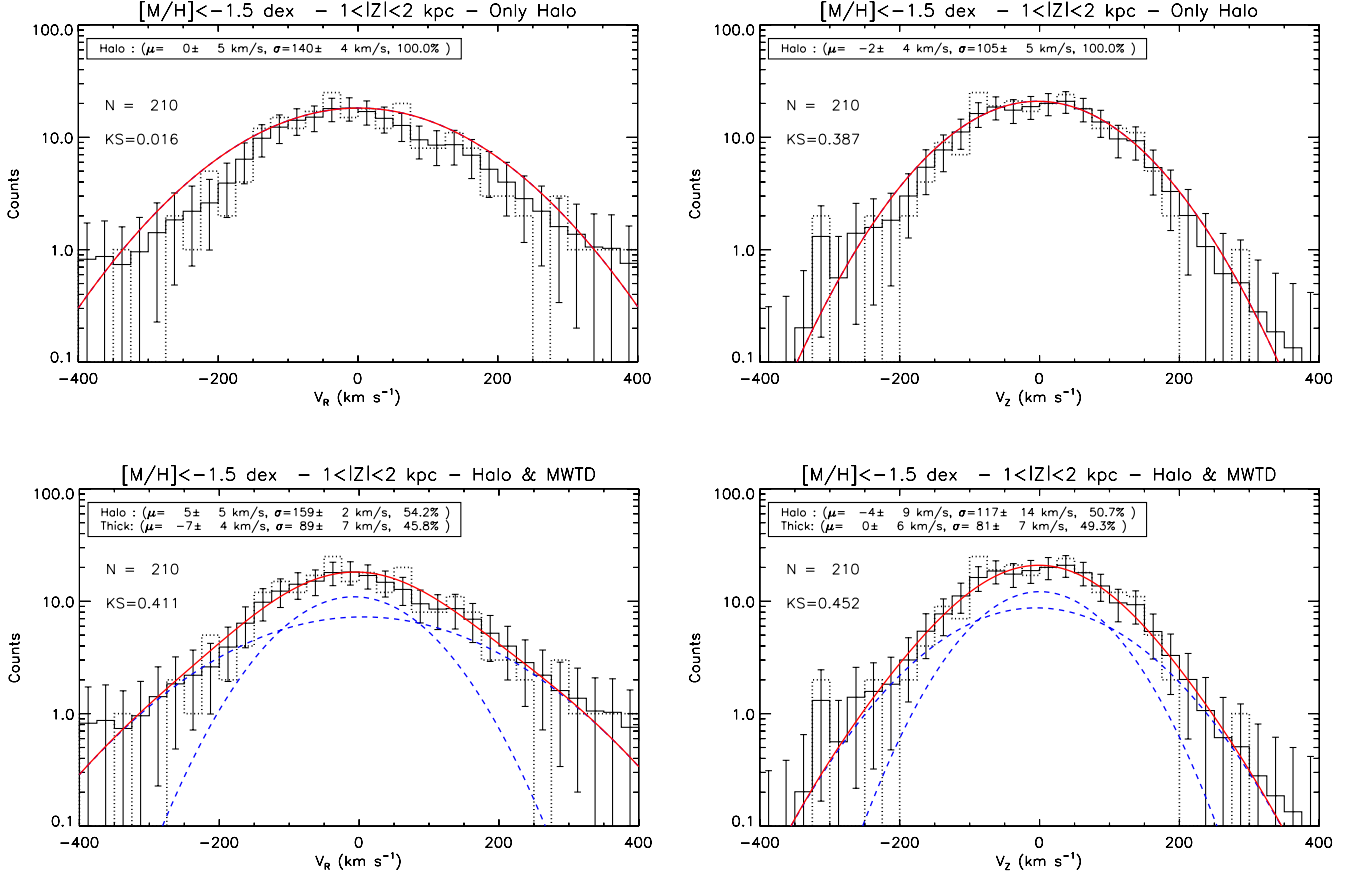 [M/H]<−1.5 dex − 1<|Z|<2 kpc − Only Halo
Halo : (μ= 0± 5 km/s, σ=140± 4 km/s, 100.0% )
N = 210
KS=0.016
100.0
10.0
1.0
0.1
Counts
−400 −200 0 200 400
V_R (km s⁻¹)
[M/H]<−1.5 dex − 1<|Z|<2 kpc − Only Halo
Halo : (μ= −2± 4 km/s, σ=105± 5 km/s, 100.0% )
N = 210
KS=0.387
100.0
10.0
1.0
0.1
Counts
−400 −200 0 200 400
V_Z (km s⁻¹)
[M/H]<−1.5 dex − 1<|Z|<2 kpc − Halo & MWTD
Halo : (μ= 5± 5 km/s, σ=159± 2 km/s, 54.2% )
Thick: (μ= −7± 4 km/s, σ= 89± 7 km/s, 45.8% )
N = 210
KS=0.411
100.0
10.0
1.0
0.1
Counts
−400 −200 0 200 400
V_R (km s⁻¹)
[M/H]<−1.5 dex − 1<|Z|<2 kpc − Halo & MWTD
Halo : (μ= −4± 9 km/s, σ=117± 14 km/s, 50.7% )
Thick: (μ= 0± 6 km/s, σ= 81± 7 km/s, 49.3% )
N = 210
KS=0.452
100.0
10.0
1.0
0.1
Counts
−400 −200 0 200 400
V_Z (km s⁻¹)